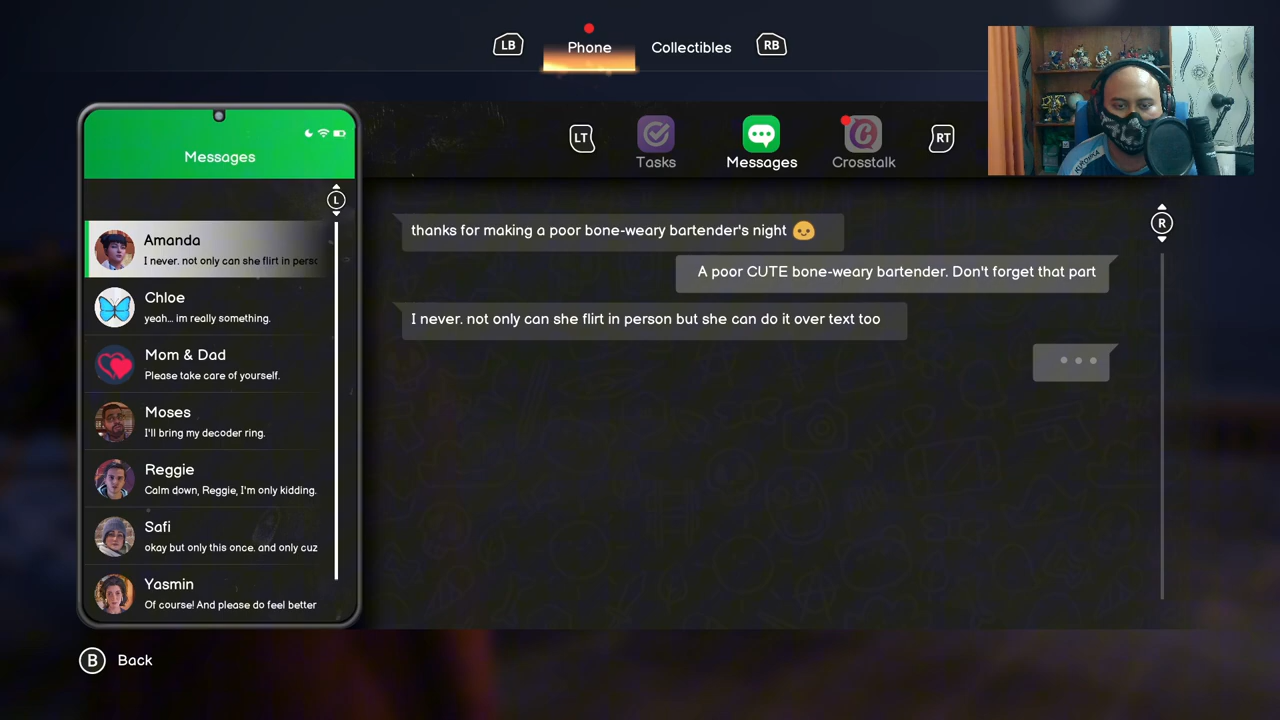 LB
Phone
Collectibles
RB
Messages
LT
Tasks
Messages
Crosstalk
RT
L
R
Amanda
I never. not only can she flirt in perso
Chloe
yeah... im really something.
Mom & Dad
Please take care of yourself.
Moses
I'll bring my decoder ring.
Reggie
Calm down, Reggie, I'm only kidding.
Safi
okay but only this once. and only cuz
Yasmin
Of course! And please do feel better
thanks for making a poor bone-weary bartender's night
A poor CUTE bone-weary bartender. Don't forget that part
I never. not only can she flirt in person but she can do it over text too
B Back